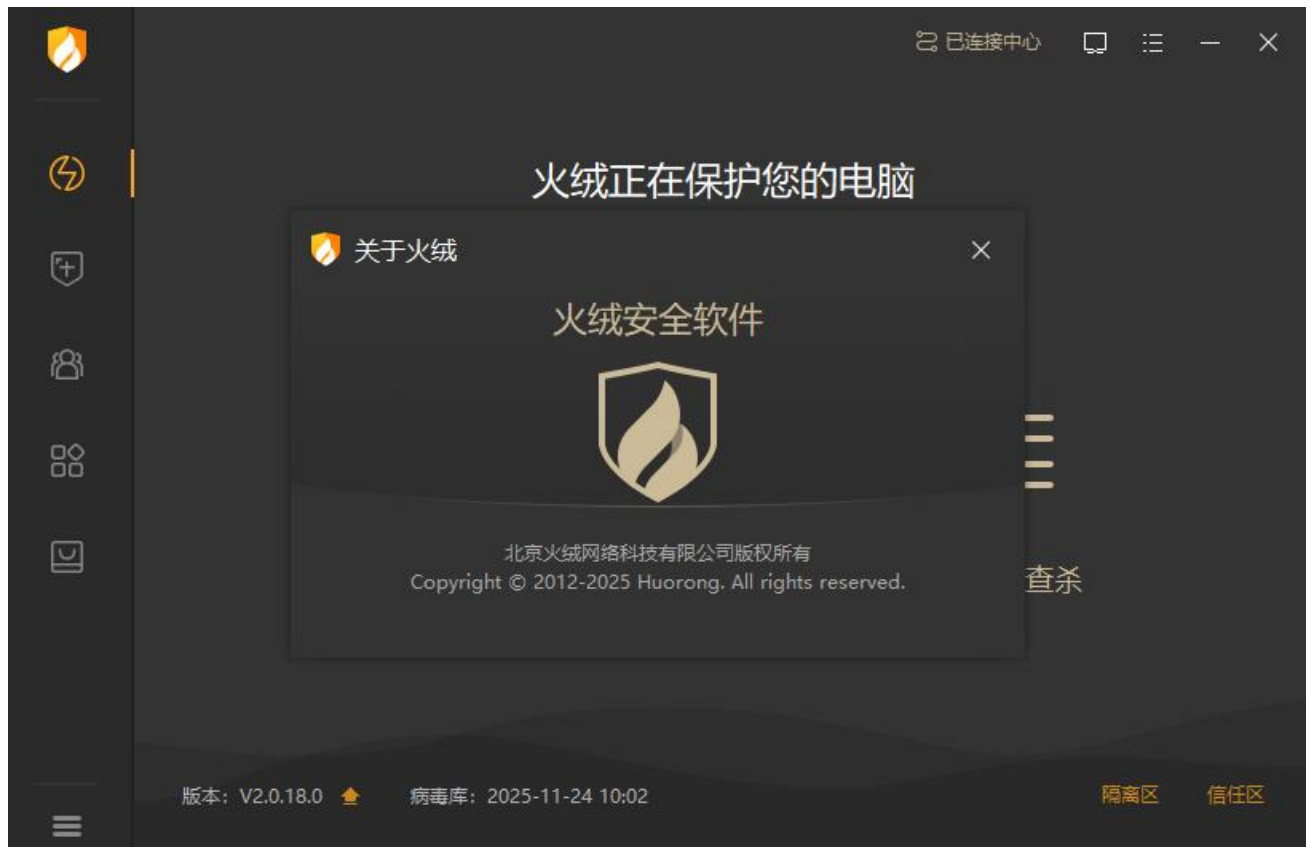 已连接中心
火绒正在保护您的电脑
关于火绒
火绒安全软件
北京火绒网络科技有限公司版权所有
Copyright © 2012-2025 Huorong. All rights reserved.
查杀
版本：V2.0.18.0 病毒库：2025-11-24 10:02 隔离区 信任区